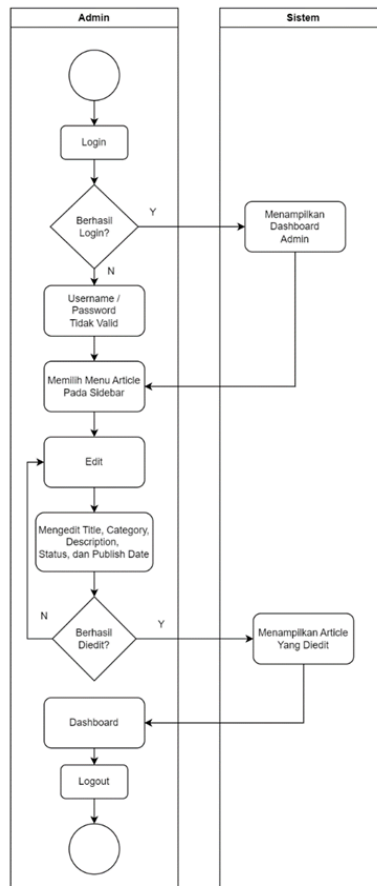 Admin
Sistem
Login
Berhasil
Login?
Y
Menampilkan
Dashboard
Admin
N
Username /
Password
Tidak Valid
Memilih Menu Article
Pada Sidebar
Edit
Mengedit Title, Category,
Description,
Status, dan Publish Date
N
Berhasil
Diedit?
Y
Menampilkan Article
Yang Diedit
Dashboard
Logout